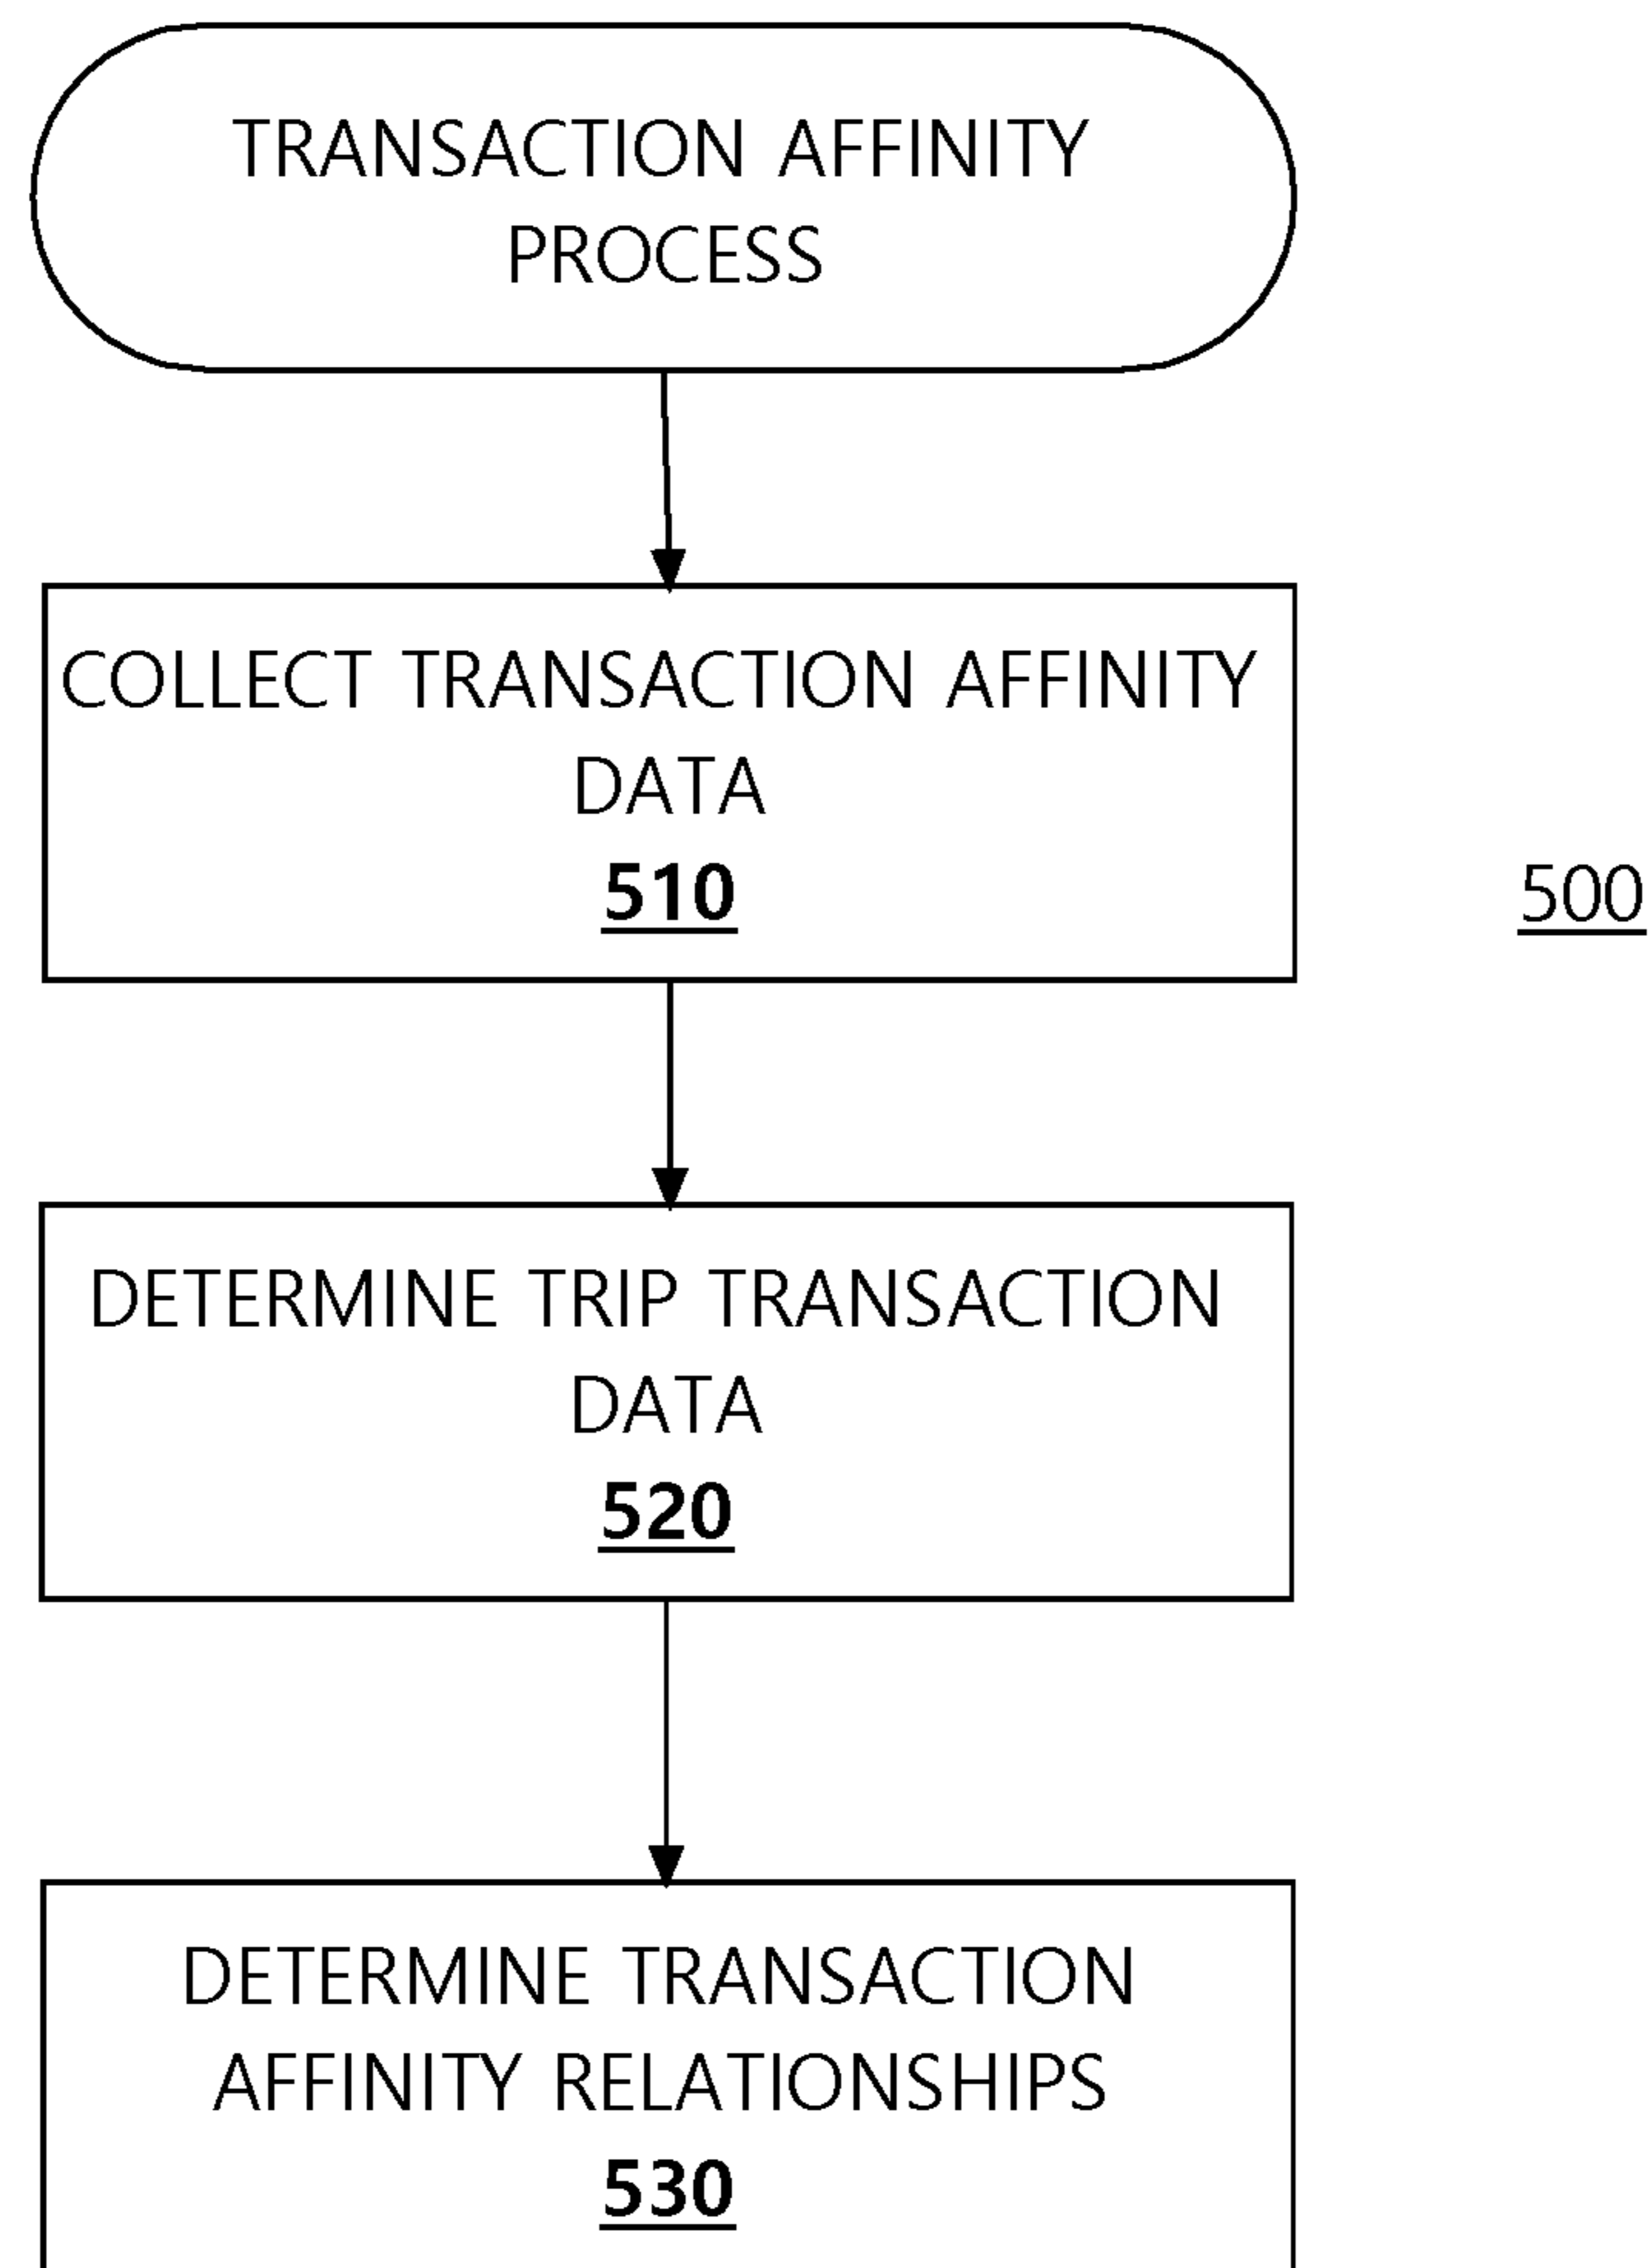 TRANSACTION AFFINITY
PROCESS
COLLECT TRANSACTION AFFINITY
DATA
510
500
DETERMINE TRIP TRANSACTION
DATA
520
DETERMINE TRANSACTION
AFFINITY RELATIONSHIPS
530